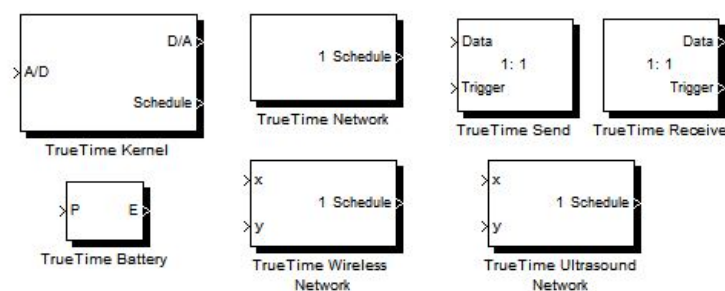 D/A
A/D
Schedule
TrueTime Kernel
1 Schedule
TrueTime Network
Data
1: 1
Trigger
TrueTime Send
Data
1: 1
Trigger
TrueTime Receive
P E
TrueTime Battery
x
1 Schedule
y
TrueTime Wireless
Network
x
1 Schedule
y
TrueTime Ultrasound
Network